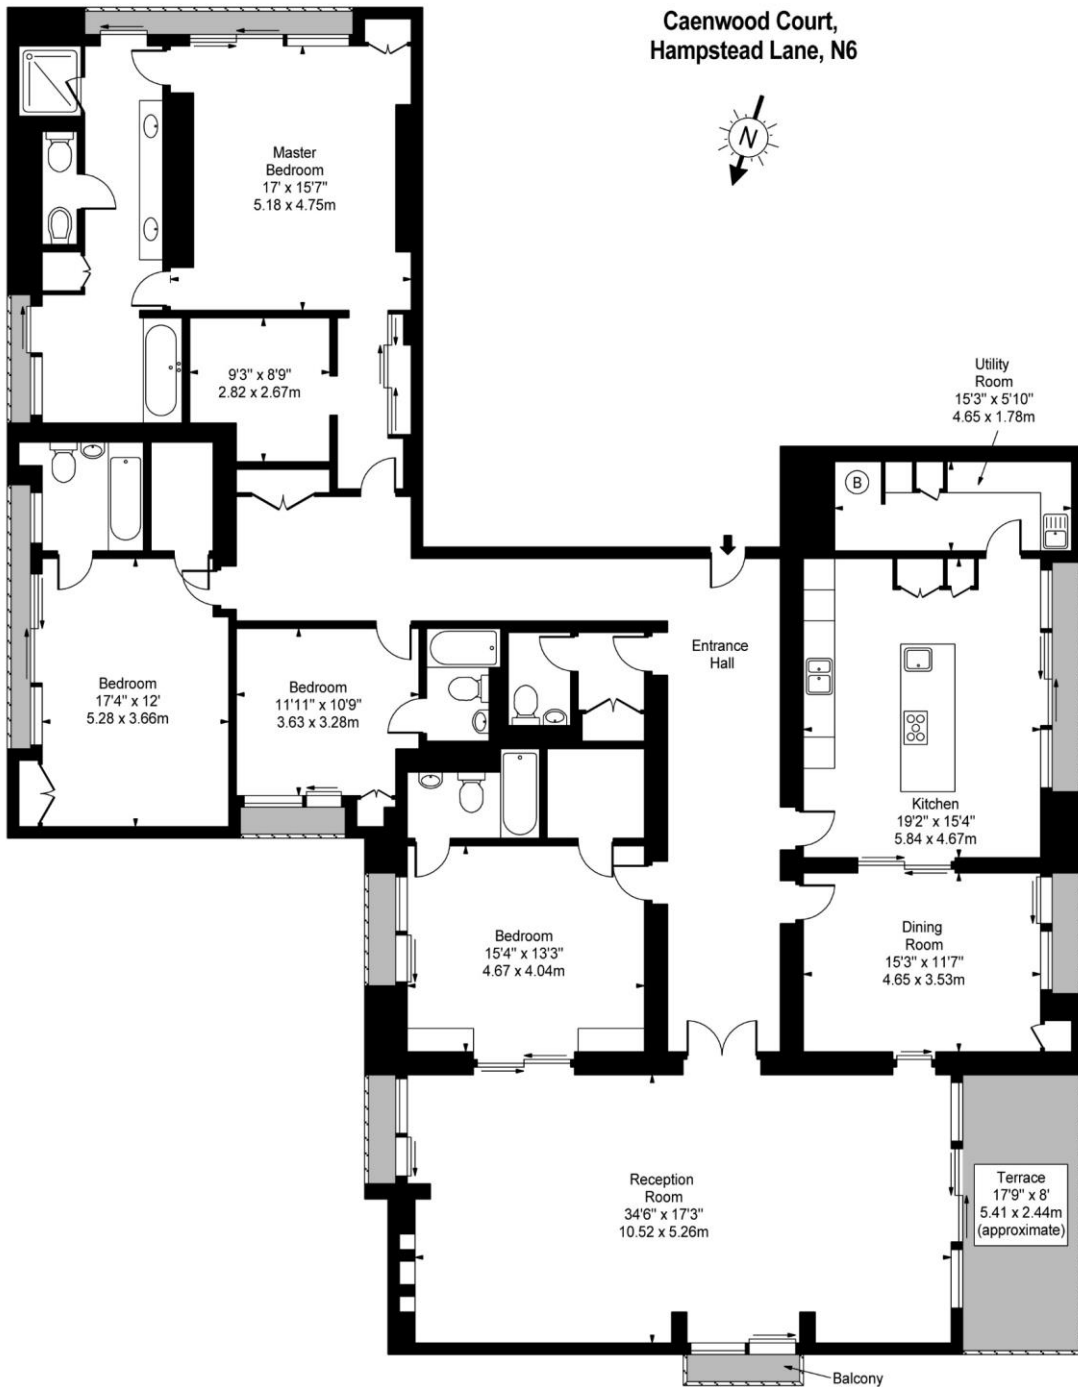 Caenwood Court,
Hampstead Lane, N6
N
Master
Bedroom
17' x 15'7"
5.18 x 4.75m
9'3" x 8'9"
2.82 x 2.67m
Utility
Room
15'3" x 5'10"
4.65 x 1.78m
B
Entrance
Hall
Bedroom
17'4" x 12'
5.28 x 3.66m
Bedroom
11'11" x 10'9"
3.63 x 3.28m
Kitchen
19'2" x 15'4"
5.84 x 4.67m
Bedroom
15'4" x 13'3"
4.67 x 4.04m
Dining
Room
15'3" x 11'7"
4.65 x 3.53m
Reception
Room
34'6" x 17'3"
10.52 x 5.26m
Terrace
17'9" x 8'
5.41 x 2.44m
(approximate)
Balcony